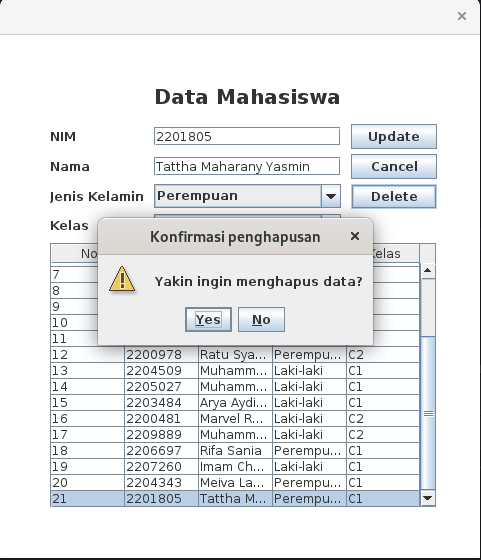 Data Mahasiswa
NIM 2201805 Update
Nama Tattha Maharany Yasmin Cancel
Jenis Kelamin Perempuan Delete
Kelas
Konfirmasi penghapusan
Yakin ingin menghapus data?
Yes No
No Kelas
7
8
9
10
11
12 2200978 Ratu Sya... Perempu... C2
13 2204509 Muhamm... Laki-laki C1
14 2205027 Muhamm... Laki-laki C1
15 2203484 Arya Aydi... Laki-laki C1
16 2200481 Marvel R... Laki-laki C2
17 2209889 Muhamm... Laki-laki C2
18 2206697 Rifa Sania Perempu... C1
19 2207260 Imam Ch... Laki-laki C1
20 2204343 Meiva La... Perempu... C1
21 2201805 Tattha M... Perempu... C1